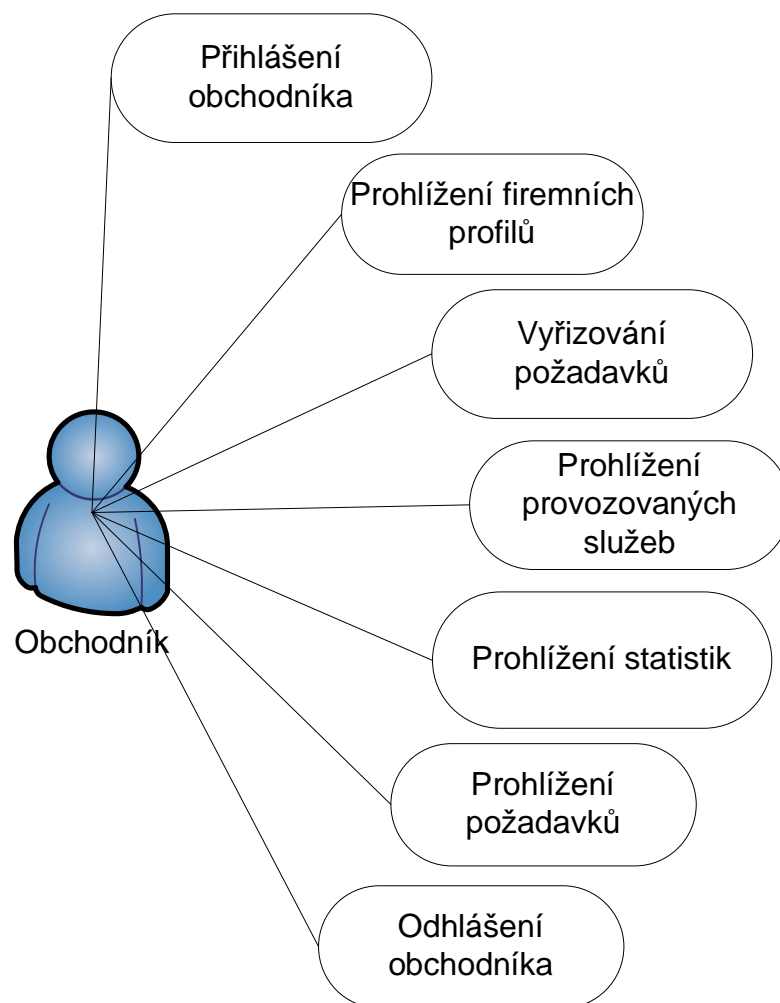 Přihlášení
obchodníka
Prohlížení firemních
profilů
Vyřizování
požadavků
Prohlížení
provozovaných
služeb
Obchodník
Prohlížení statistik
Prohlížení
požadavků
Odhlášení
obchodníka